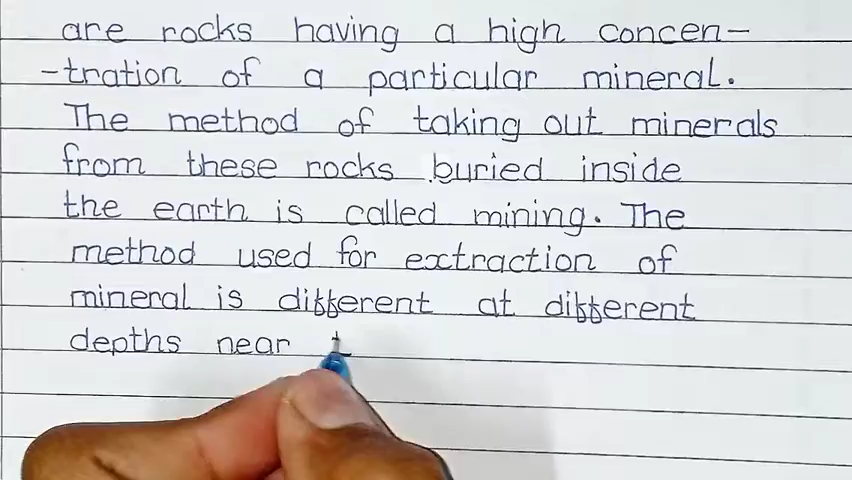 are rocks having a high concen-
-tration of a particular mineral.
The method of taking out minerals
from these rocks buried inside
the earth is called mining. The
method used for extraction of
mineral is different at different
depths near t